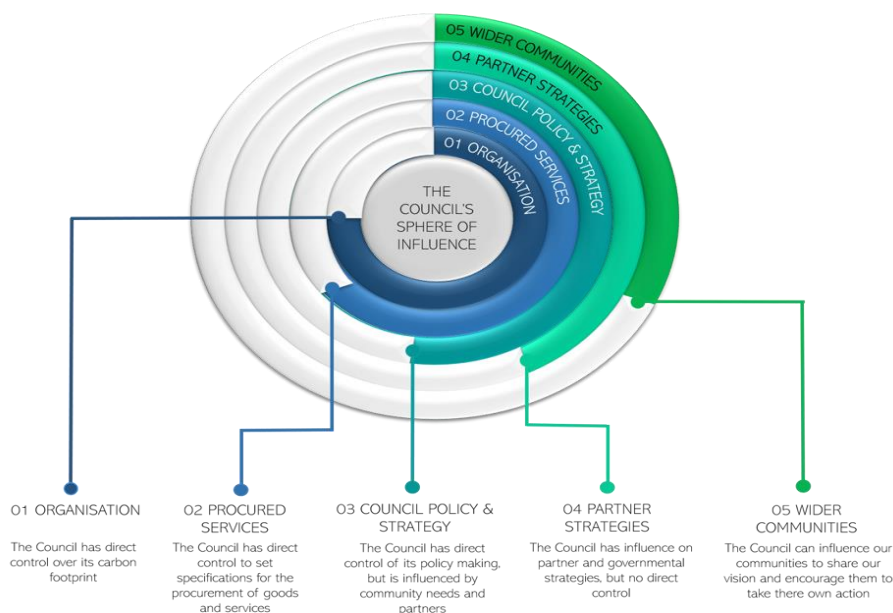 05 WIDER COMMUNITIES
04 PARTNER STRATEGIES
03 COUNCIL POLICY & STRATEGY
02 PROCURED SERVICES
01 ORGANISATION
THE
COUNCIL'S
SPHERE OF
INFLUENCE
01 ORGANISATION
The Council has direct
control over its carbon
footprint
02 PROCURED
SERVICES
The Council has direct
control to set
specifications for the
procurement of goods
and services
03 COUNCIL POLICY &
STRATEGY
The Council has direct
control of its policy making,
but is influenced by
community needs and
partners
04 PARTNER
STRATEGIES
The Council has influence on
partner and governmental
strategies, but no direct
control
05 WIDER
COMMUNITIES
The Council can influence our
communities to share our
vision and encourage them to
take there own action